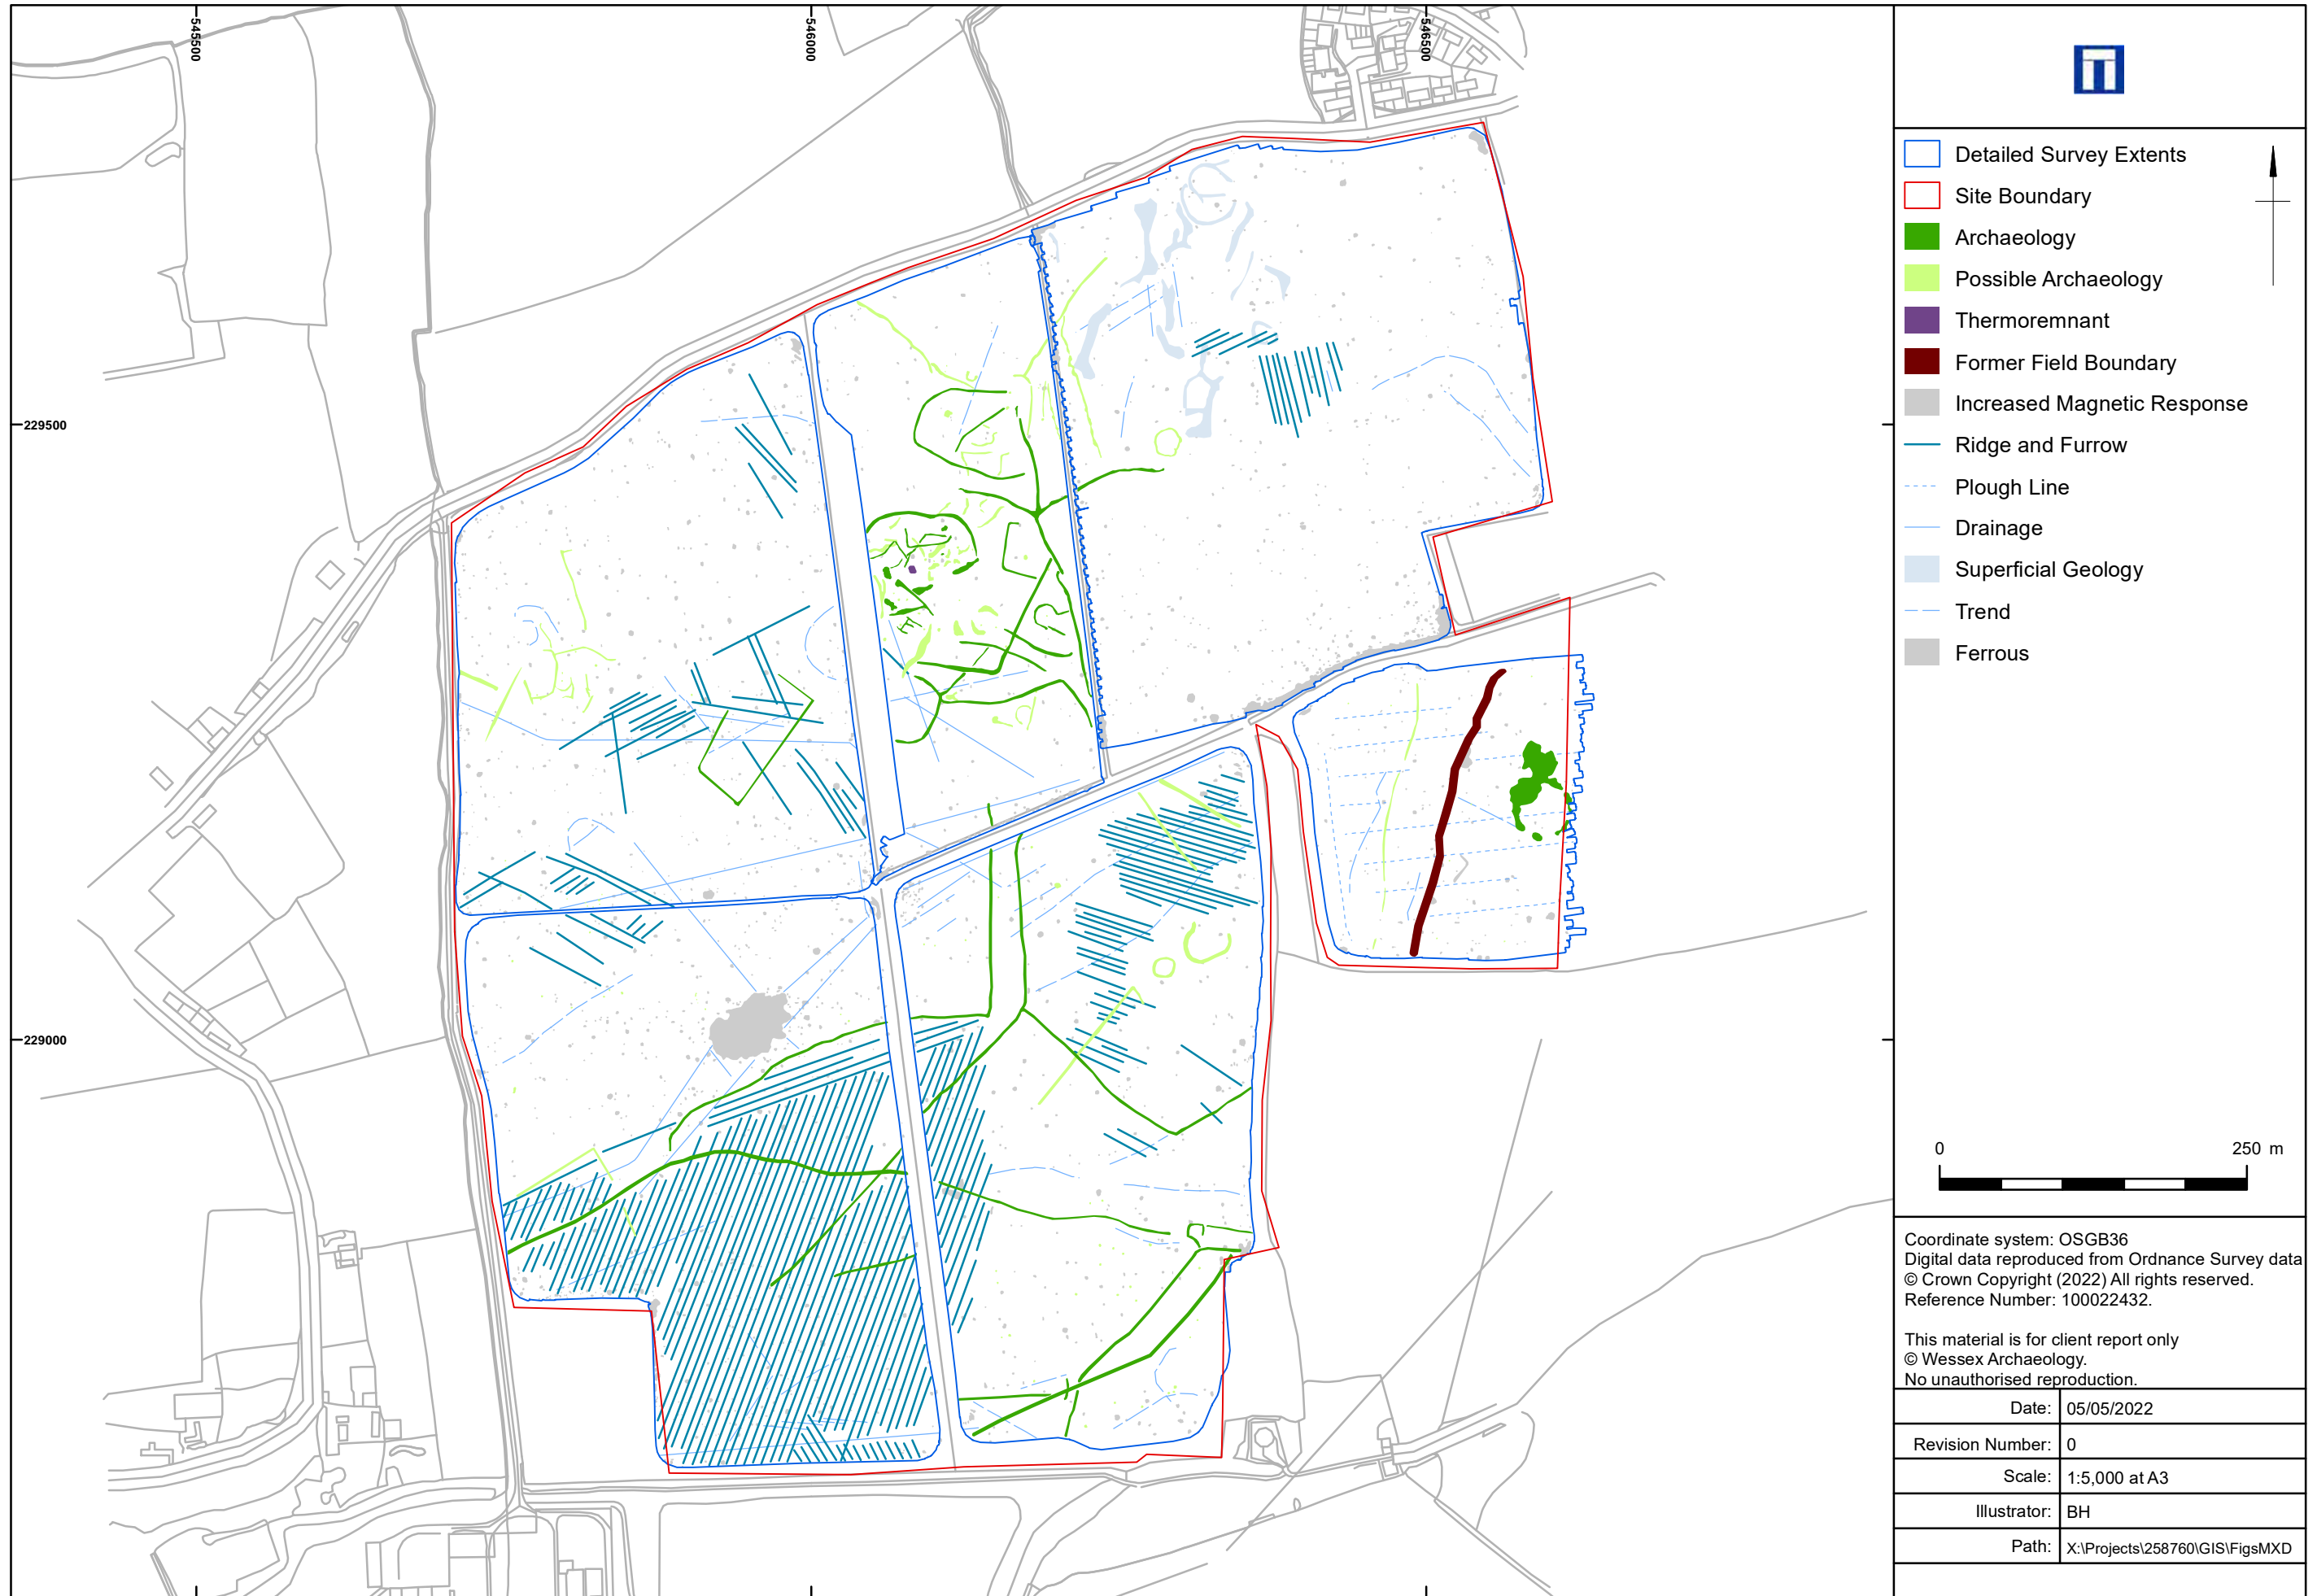 545500
546000
546500
229500
229000
Detailed Survey Extents
Site Boundary
Archaeology
Possible Archaeology
Thermoremnant
Former Field Boundary
Increased Magnetic Response
Ridge and Furrow
Plough Line
Drainage
Superficial Geology
Trend
Ferrous
0 250 m
Coordinate system: OSGB36
Digital data reproduced from Ordnance Survey data
© Crown Copyright (2022) All rights reserved.
Reference Number: 100022432.
This material is for client report only
© Wessex Archaeology.
No unauthorised reproduction.
Date: 05/05/2022
Revision Number: 0
Scale: 1:5,000 at A3
Illustrator: BH
Path: X:\Projects\258760\GIS\FigsMXD